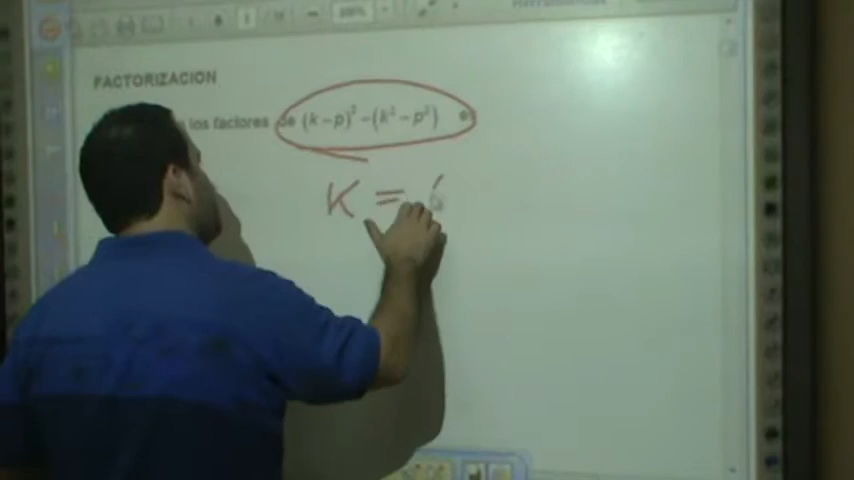 FACTORIZACION
los factores de (k-p)² -(k² - p²)
K =